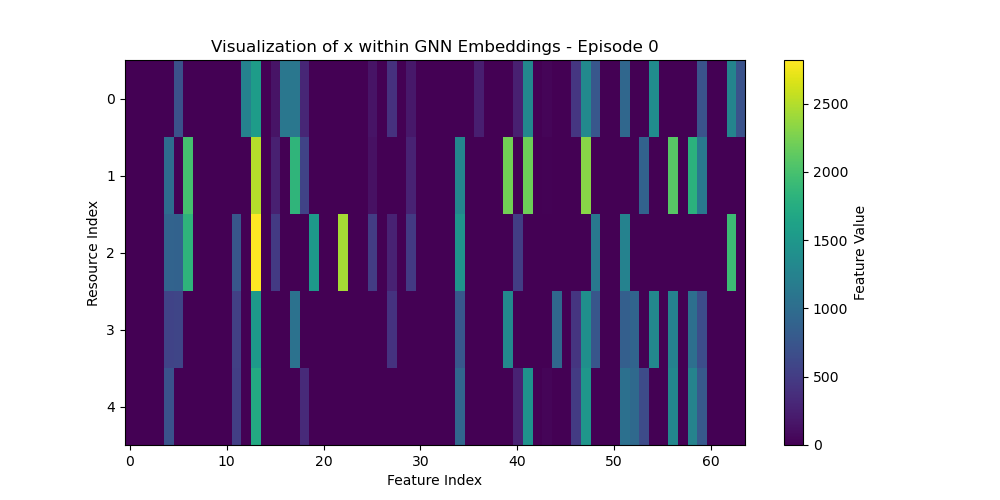 Visualization of x within GNN Embeddings - Episode 0
Resource Index
0
1
2
3
4
0 10 20 30 40 50 60
Feature Index
2500
2000
1500
1000
500
0
Feature Value